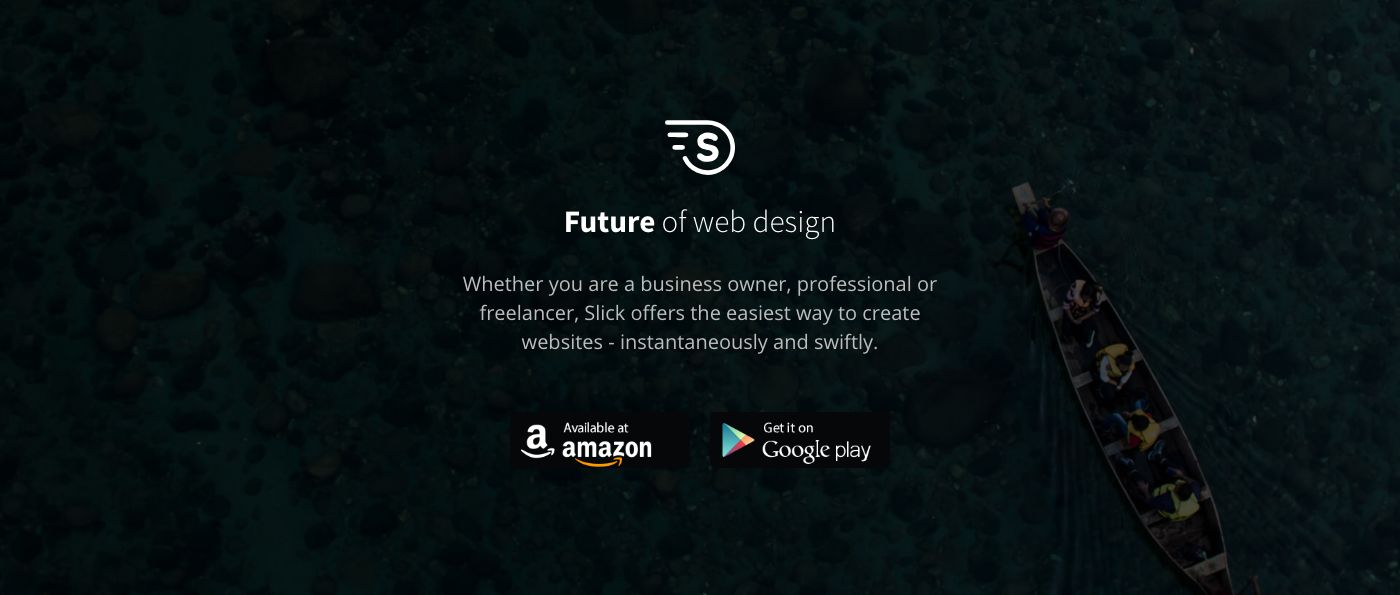 S
Future of web design
Whether you are a business owner, professional or
freelancer, Slick offers the easiest way to create
websites - instantaneously and swiftly.
a Available at
amazon
Get it on
Google play